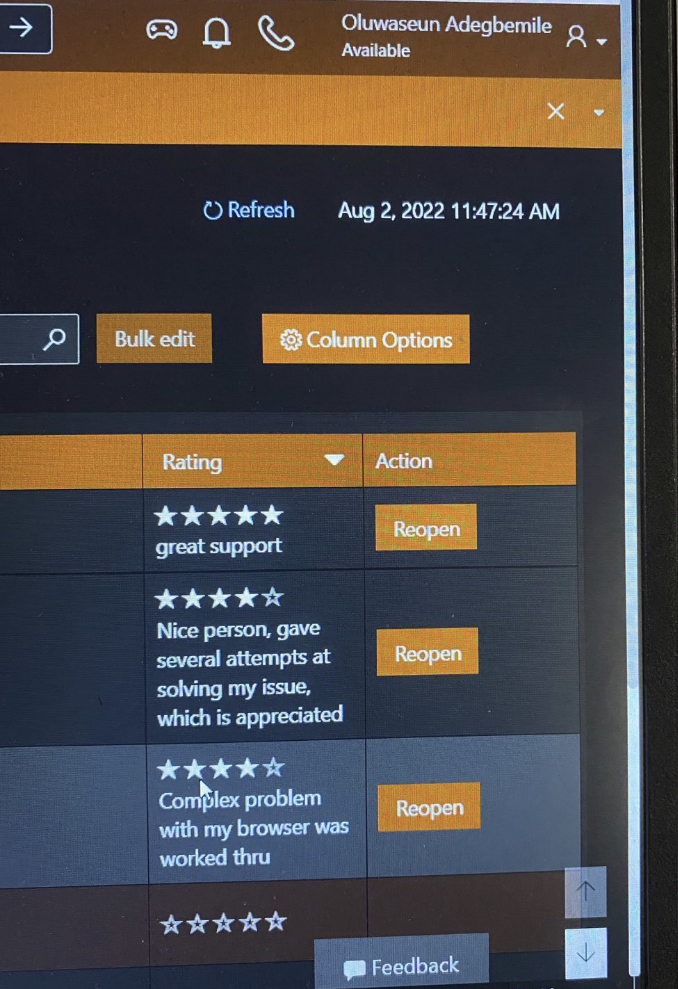 Oluwaseun Adegbemile
Available
Refresh
Aug 2, 2022 11:47:24 AM
Bulk edit
Column Options
Rating
Action
great support
Reopen
Nice person, gave
several attempts at
solving my issue,
which is appreciated
Reopen
Complex problem
with my browser was
worked thru
Reopen
Feedback